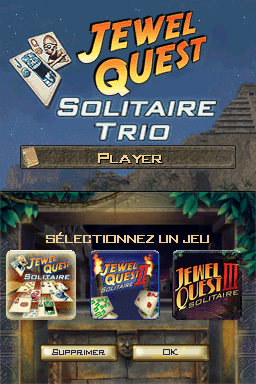 JEWEL
QUEST
SOLITAIRE
TRIO
PLAYER
SÉLECTIONNEZ UN JEU
JEWEL
QUEST
SOLITAIRE
JEWEL
QUEST II
SOLITAIRE
JEWEL
QUEST III
SOLITAIRE
SUPPRIMER
OK